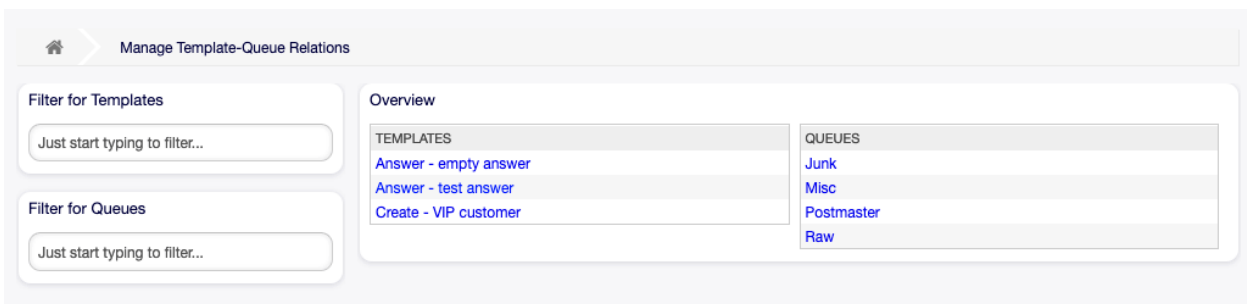 Manage Template-Queue Relations
Filter for Templates
Just start typing to filter...
Filter for Queues
Just start typing to filter...
Overview
TEMPLATES
Answer - empty answer
Answer - test answer
Create - VIP customer
QUEUES
Junk
Misc
Postmaster
Raw